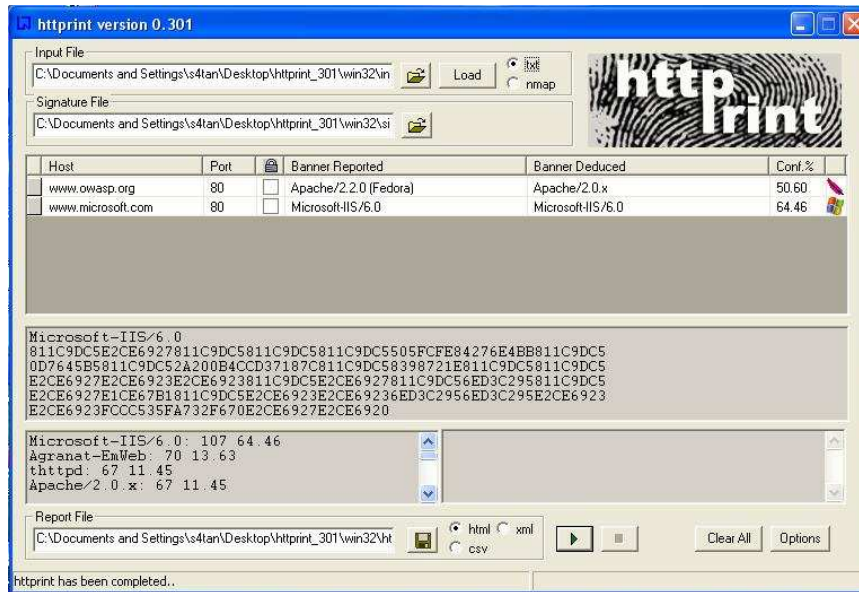 httprint version 0.301
Input File
C:\Documents and Settings\s4tan\Desktop\httprint_301\win32\in
Load
txt
nmap
http
print
Signature File
C:\Documents and Settings\s4tan\Desktop\httprint_301\win32\si
Host Port Banner Reported Banner Deduced Conf.%
www.owasp.org 80 Apache/2.2.0 (Fedora) Apache/2.0.x 50.60
www.microsoft.com 80 Microsoft-IIS/6.0 Microsoft-IIS/6.0 64.46
Microsoft-IIS/6.0
811C9DC5E2CE6927811C9DC5811C9DC5811C9DC5505FCFE84276E4BB811C9DC5
0D7645B5811C9DC52A200B4CCD37187C811C9DC58398721E811C9DC5
E2CE6927E2CE6923E2CE6923811C9DC5E2CE6927811C9DC56ED3C295811C9DC5
E2CE6927E1CE67B1811C9DC5E2CE6923E2CE69236ED3C2956ED3C295E2CE6923
E2CE6923FCCC535FA732F670E2CE6927E2CE6920
Microsoft-IIS/6.0: 107 64.46
Agranat-EmWeb: 70 13.63
thttpd: 67 11.45
Apache/2.0.x: 67 11.45
Report File
C:\Documents and Settings\s4tan\Desktop\httprint_301\win32\ht
html
xml
csv
Clear All
Options
httprint has been completed..